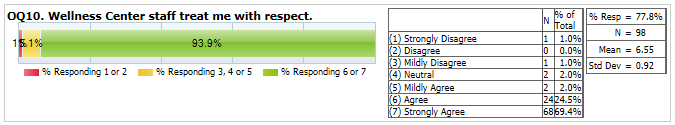 OQ10. Wellness Center staff treat me with respect.
5.1%
93.9%
% Responding 1 or 2
% Responding 3, 4 or 5
% Responding 6 or 7
N
% of Total
(1) Strongly Disagree 1 1.0%
(2) Disagree 0 0.0%
(3) Mildly Disagree 1 1.0%
(4) Neutral 2 2.0%
(5) Mildly Agree 2 2.0%
(6) Agree 24 24.5%
(7) Strongly Agree 68 69.4%
% Resp = 77.8%
N = 98
Mean = 6.55
Std Dev = 0.92